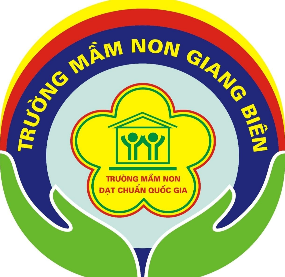 TRƯỜNG MẦM NON GIANG BIÊN
TRƯỜNG MẦM NON
ĐẠT CHUẨN QUỐC GIA